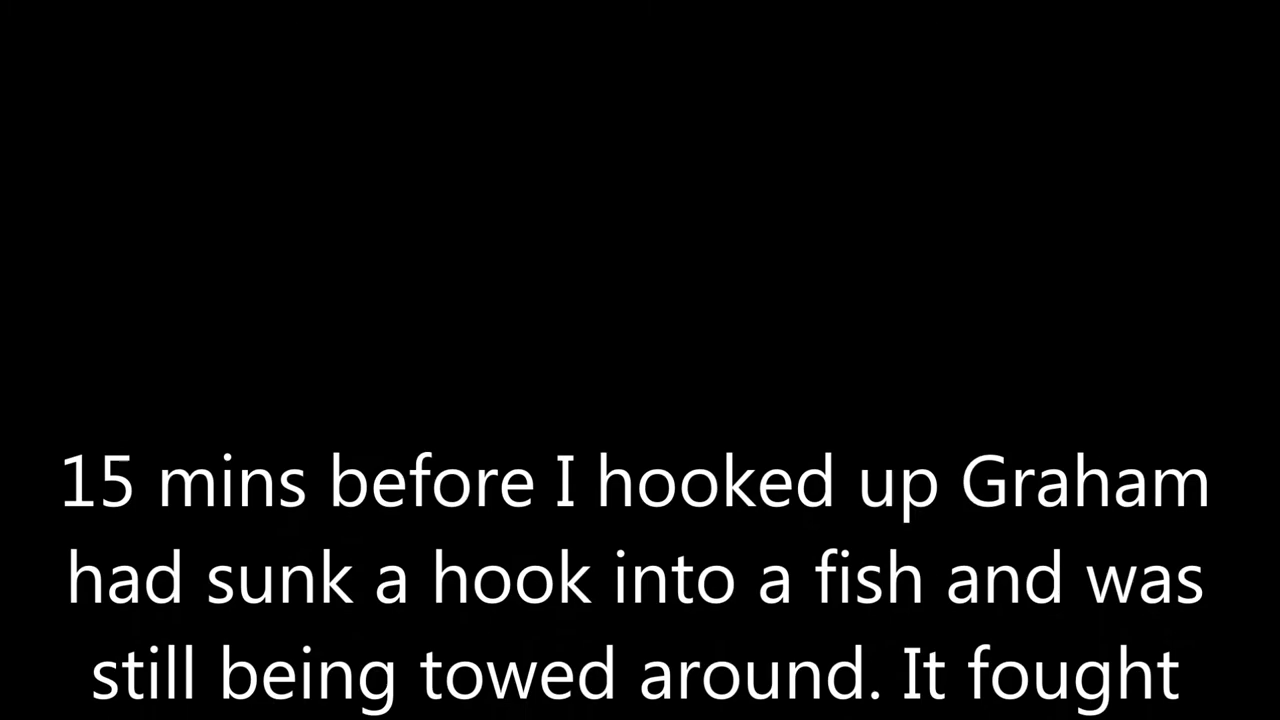 15 mins before I hooked up Graham
had sunk a hook into a fish and was
still being towed around. It fought